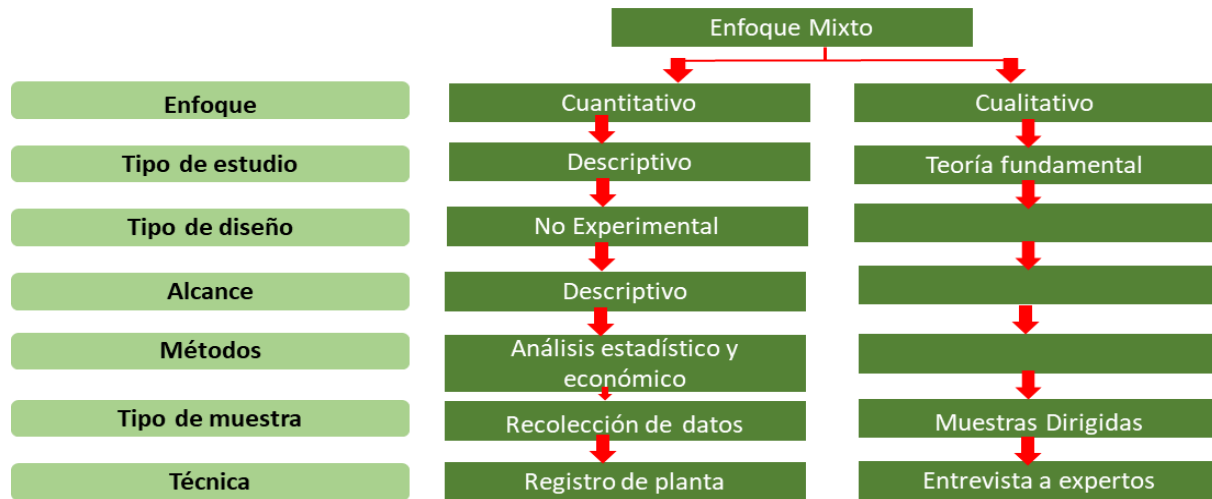 Enfoque Mixto
Enfoque
Cuantitativo
Cualitativo
Tipo de estudio
Descriptivo
Teoría fundamental
Tipo de diseño
No Experimental
Alcance
Descriptivo
Métodos
Análisis estadístico y
económico
Tipo de muestra
Recolección de datos
Muestras Dirigidas
Técnica
Registro de planta
Entrevista a expertos